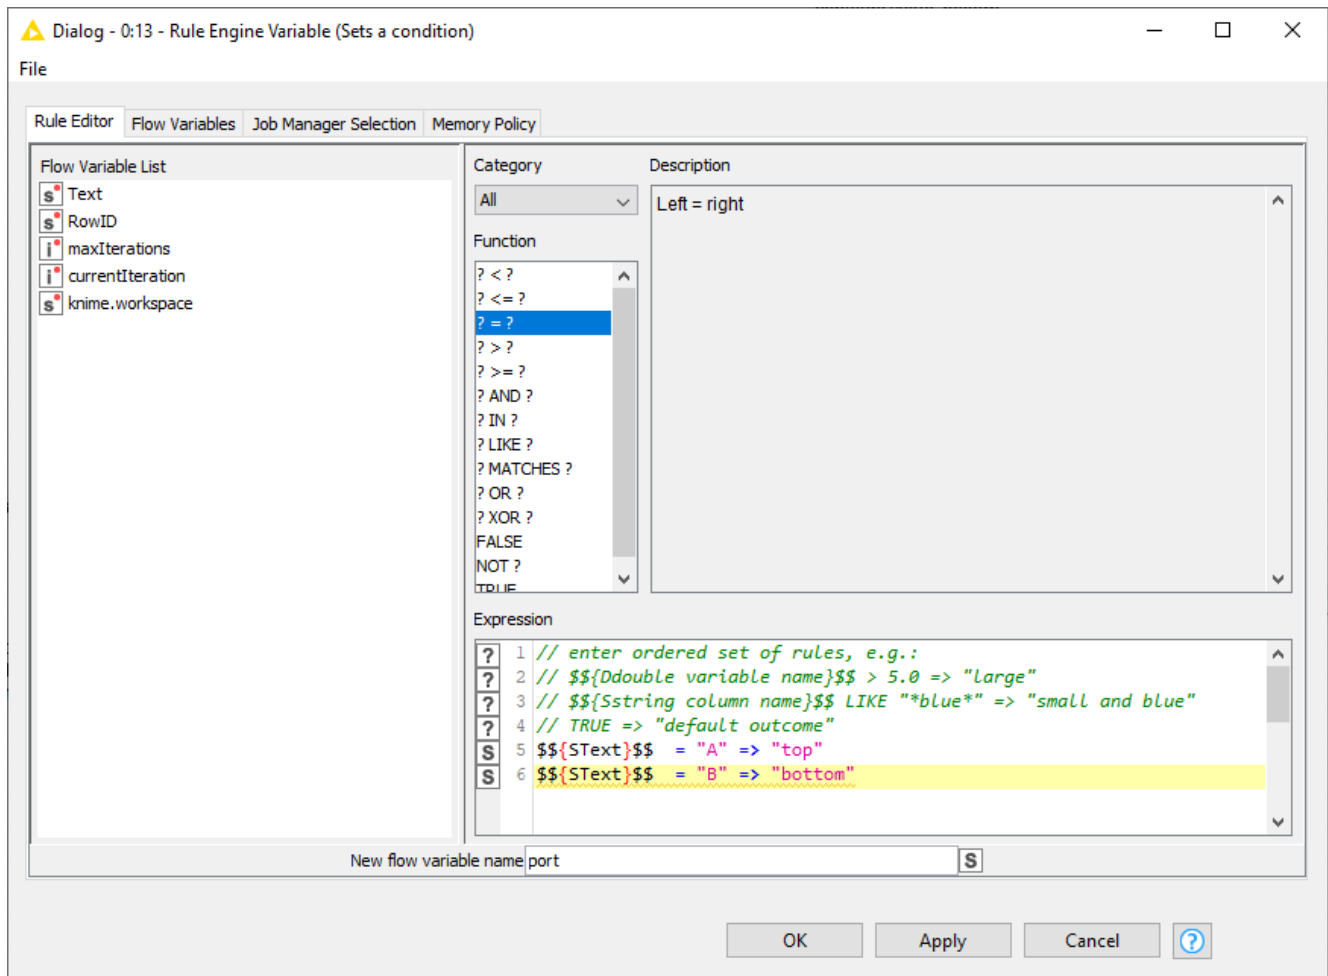 Dialog - 0:13 - Rule Engine Variable (Sets a condition)
File
Rule Editor Flow Variables Job Manager Selection Memory Policy
Flow Variable List
s Text
s RowID
i maxIterations
i currentIteration
s knime.workspace
Category
All
Description
Left = right
Function
? < ?
? <= ?
? = ?
? > ?
? >= ?
? AND ?
? IN ?
? LIKE ?
? MATCHES ?
? OR ?
? XOR ?
FALSE
NOT ?
TRUE
Expression
? 1 // enter ordered set of rules, e.g.:
? 2 // $${Ddouble variable name}$$ > 5.0 => "large"
? 3 // $${Sstring column name}$$ LIKE "*blue*" => "small and blue"
? 4 // TRUE => "default outcome"
S 5 $${SText}$$  = "A" => "top"
S 6 $${SText}$$  = "B" => "bottom"
New flow variable name port S
OK Apply Cancel ?